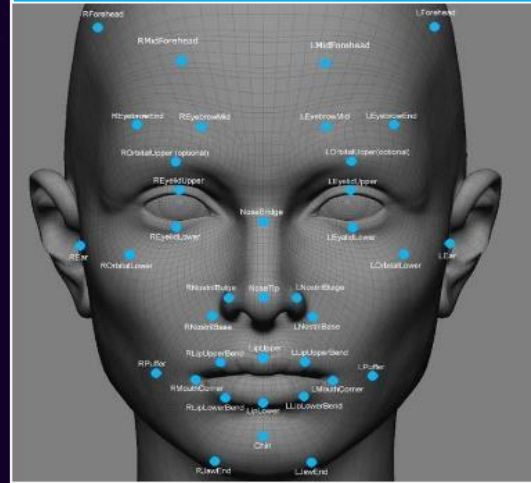 RForehead
LForehead
RMidForehead
LMidForehead
REyebrowEnd
REyebrowMid
LEyebrowMid
LEyebrowEnd
ROrbitalUpper (optional)
LOrbitalUpper(optional)
REyelidUpper
LEyelidUpper
NoseBridge
REyelidLower
LEyelidLower
REar
LEar
ROrbitalLower
LOrbitalLower
RNostrilBulge
NoseTip
LNostrilBulge
RNostrilBase
LNostrilBase
LipUpper
RLipUpperBend
LLipUpperBend
RPuffer
LPuffer
RMouthCorner
LMouthCorner
RLipLowerBend
LipLower
LLipLowerBend
Chin
RJawEnd
LJawEnd